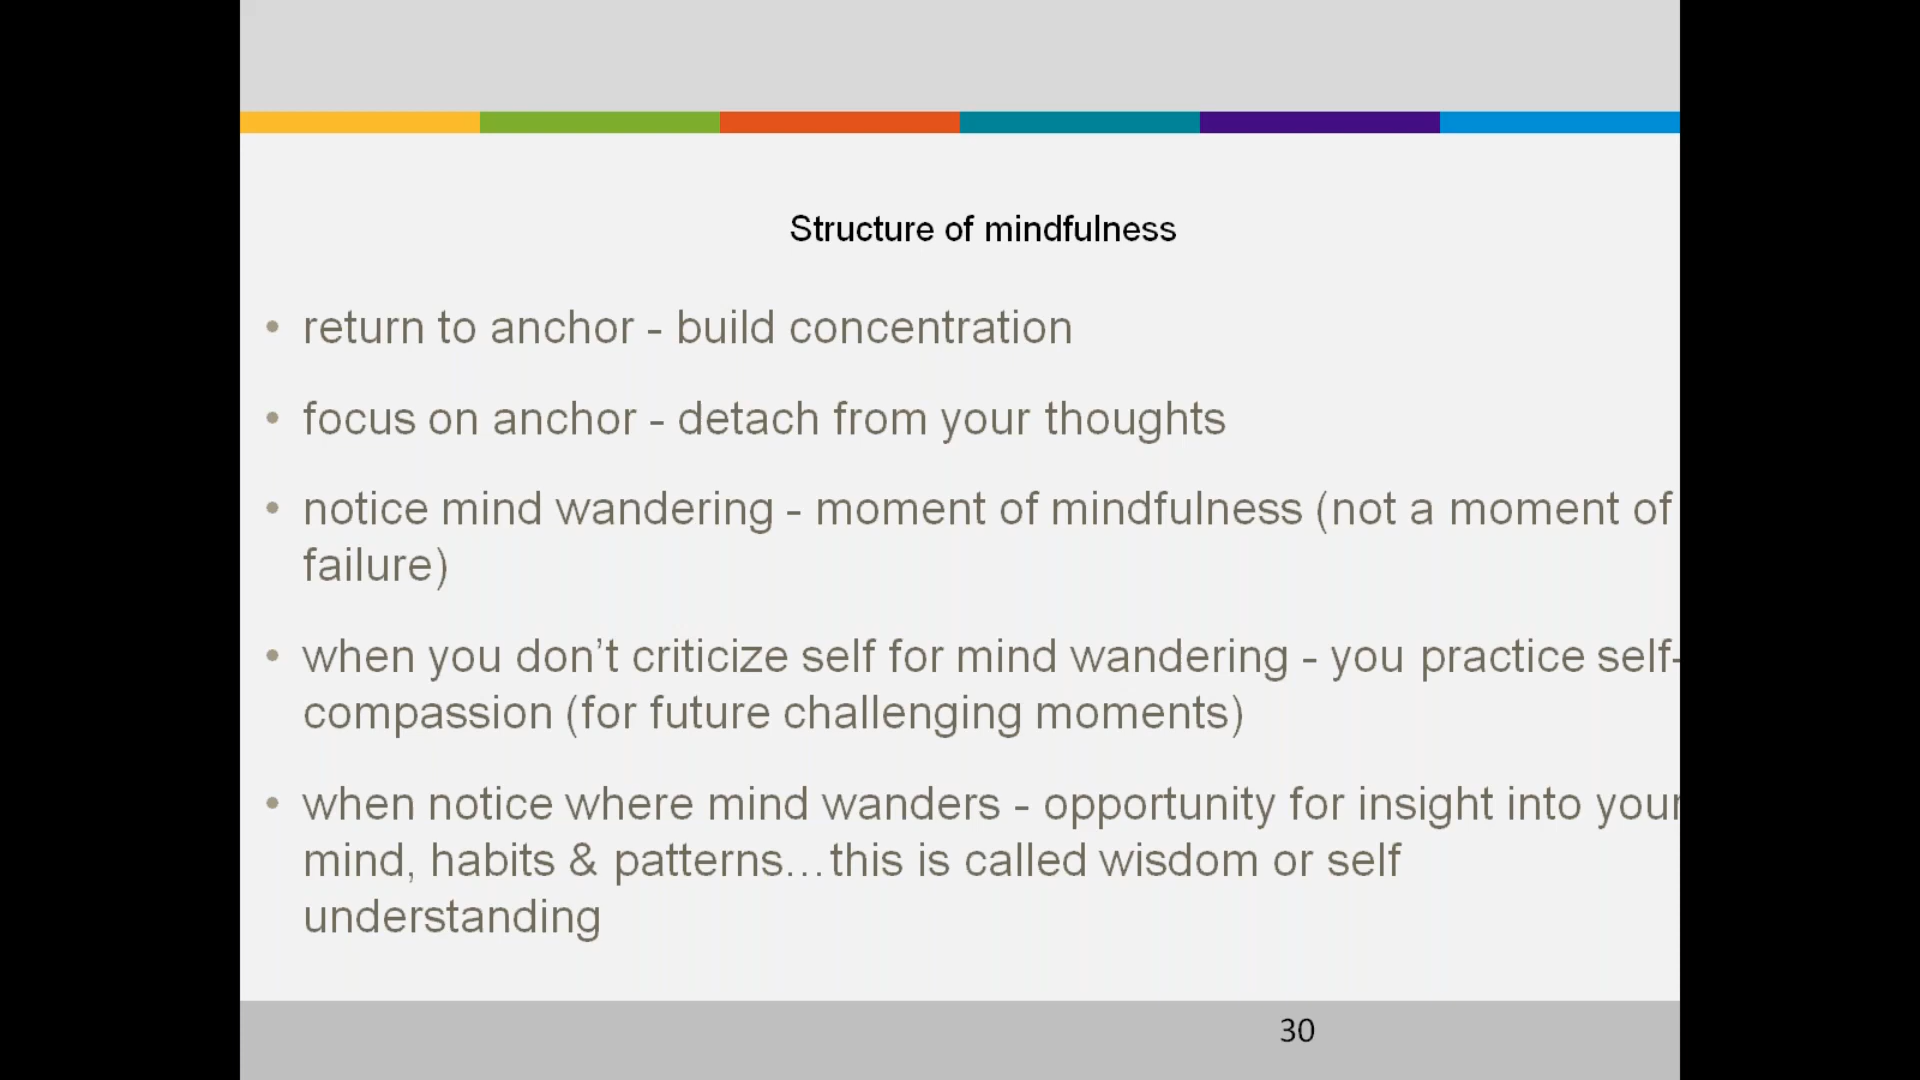 Structure of mindfulness
• return to anchor - build concentration
• focus on anchor - detach from your thoughts
• notice mind wandering - moment of mindfulness (not a moment of
failure)
• when you don’t criticize self for mind wandering - you practice self-
compassion (for future challenging moments)
• when notice where mind wanders - opportunity for insight into your
mind, habits & patterns…this is called wisdom or self
understanding
30